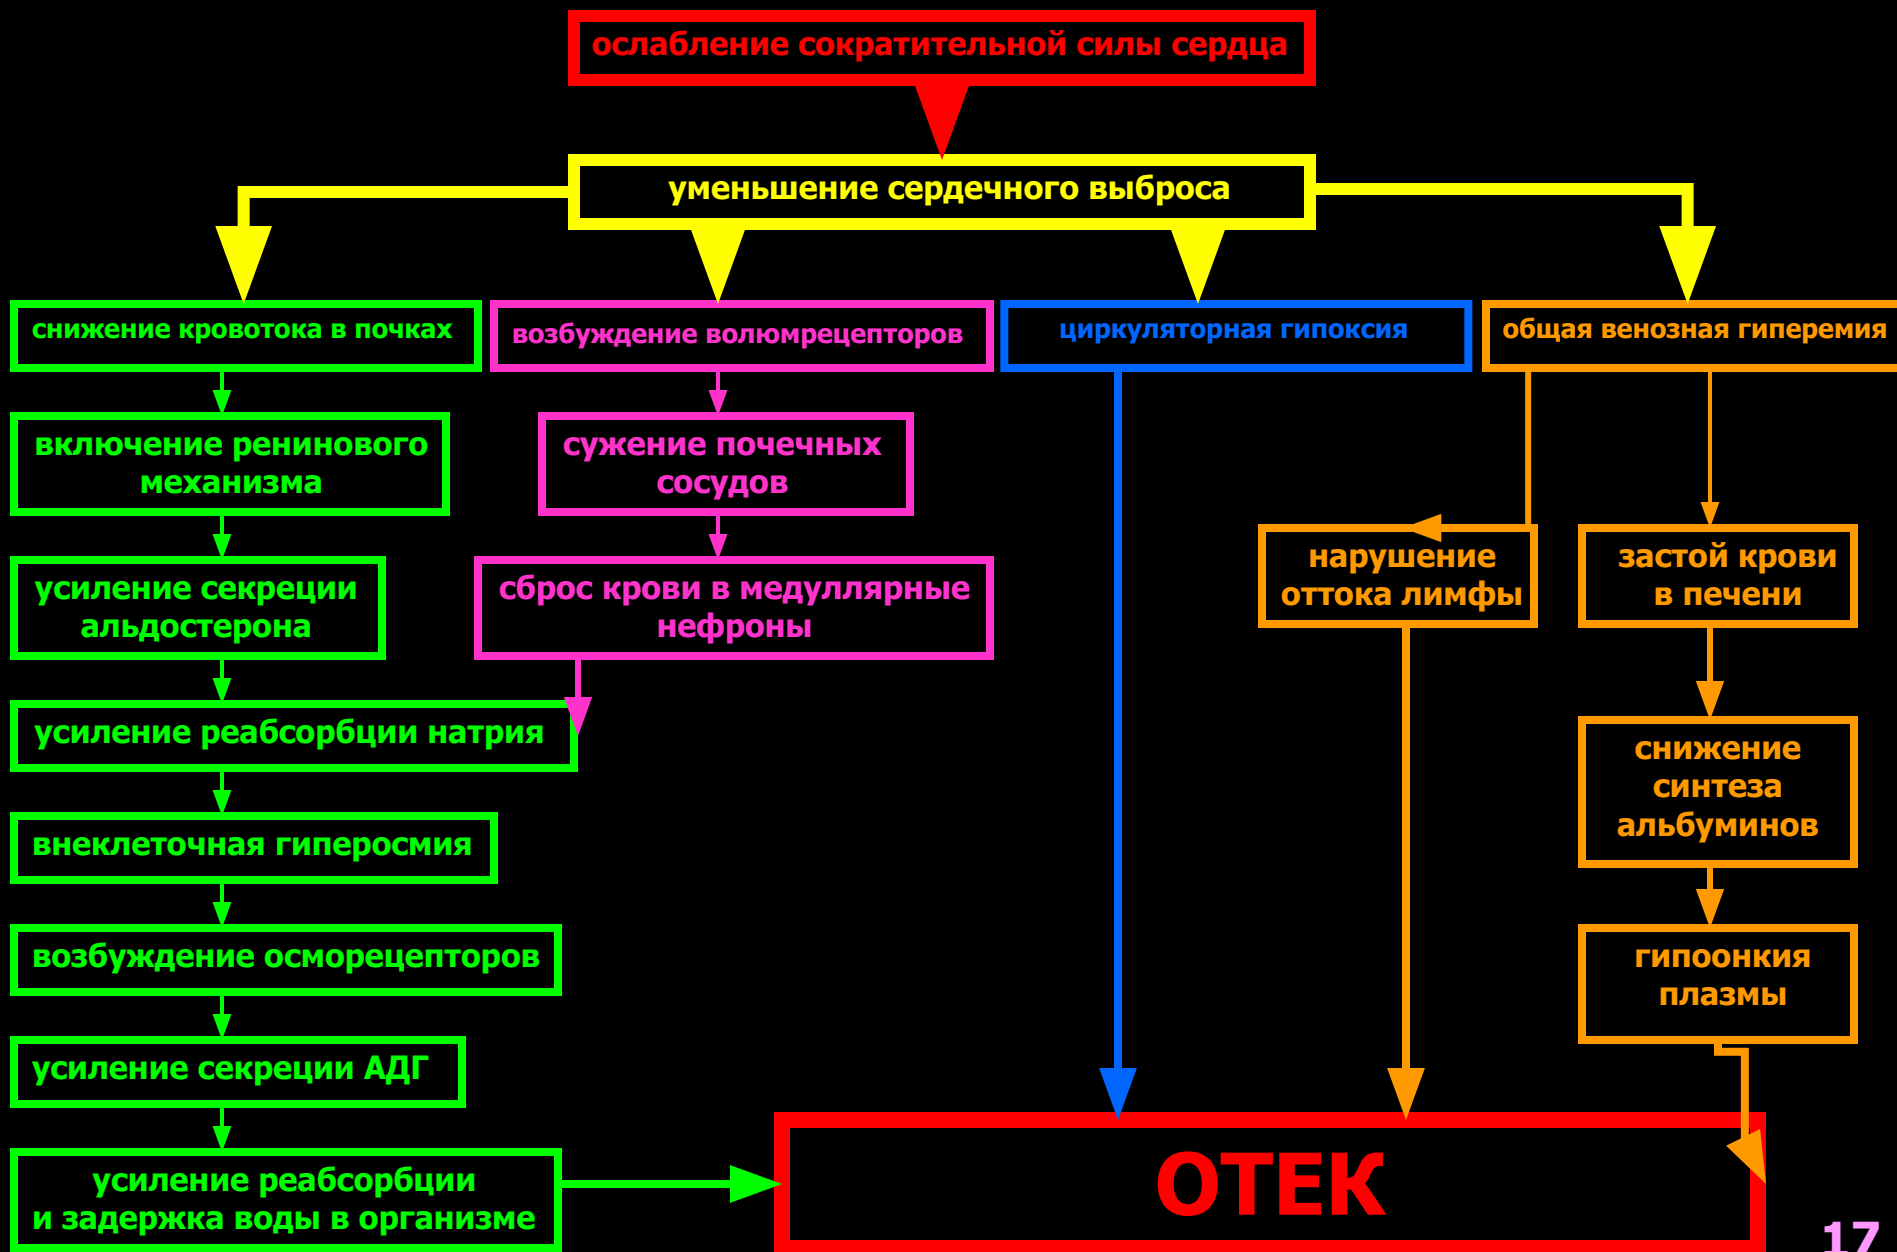 ослабление сократительной силы сердца
уменьшение сердечного выброса
снижение кровотока в почках
возбуждение волюмрецепторов
циркуляторная гипоксия
общая венозная гиперемия
включение ренинового
механизма
сужение почечных
сосудов
нарушение
оттока лимфы
застой крови
в печени
усиление секреции
альдостерона
сброс крови в медуллярные
нефроны
усиление реабсорбции натрия
снижение
синтеза
альбуминов
внеклеточная гиперосмия
возбуждение осморецепторов
гипоонкия
плазмы
усиление секреции АДГ
усиление реабсорбции
и задержка воды в организме
ОТЕК
17